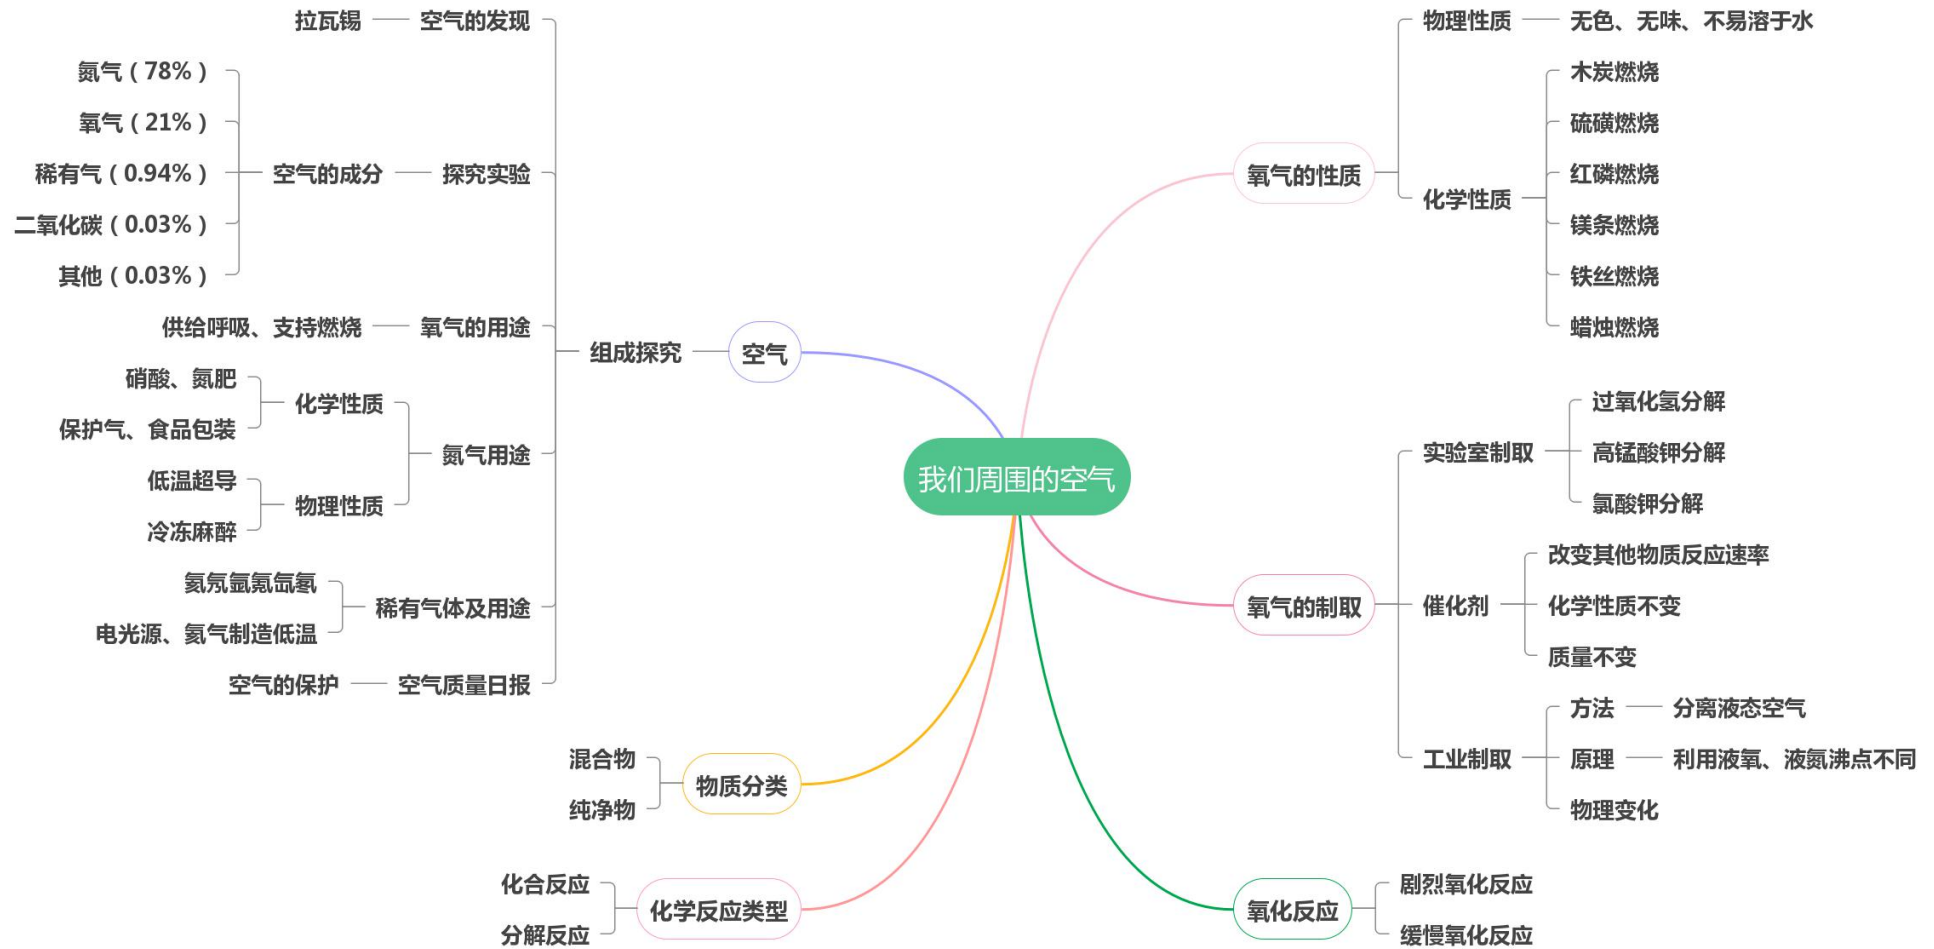 我们周围的空气
氧气的性质
物理性质
无色、无味、不易溶于水
化学性质
木炭燃烧
硫磺燃烧
红磷燃烧
镁条燃烧
铁丝燃烧
蜡烛燃烧
氧气的制取
实验室制取
过氧化氢分解
高锰酸钾分解
氯酸钾分解
催化剂
改变其他物质反应速率
化学性质不变
质量不变
工业制取
方法
分离液态空气
原理
利用液氧、液氮沸点不同
物理变化
氧化反应
剧烈氧化反应
缓慢氧化反应
空气
组成探究
空气的发现
拉瓦锡
探究实验
空气的成分
氮气（78%）
氧气（21%）
稀有气（0.94%）
二氧化碳（0.03%）
其他（0.03%）
氧气的用途
供给呼吸、支持燃烧
氮气用途
化学性质
硝酸、氮肥
保护气、食品包装
物理性质
低温超导
冷冻麻醉
稀有气体及用途
氦氖氩氪氙氡
电光源、氦气制造低温
空气质量日报
空气的保护
物质分类
混合物
纯净物
化学反应类型
化合反应
分解反应